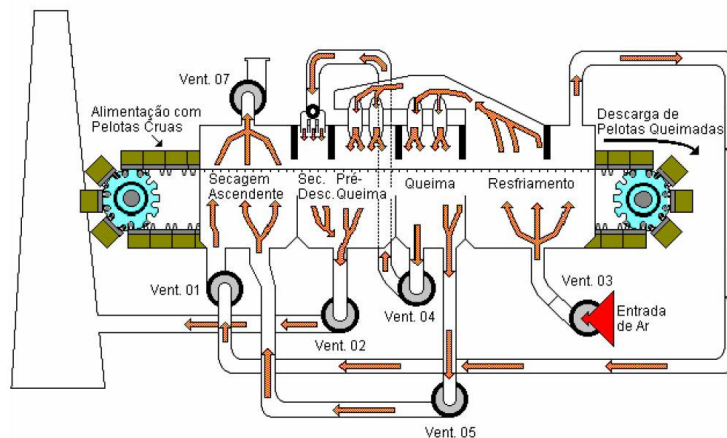 Vent. 07
Alimentação com
Pelotas Cruas
Descarga de
Pelotas Queimadas
Secagem
Ascendente
Sec.
Desc.
Pré-
Queima
Queima
Resfriamento
Vent. 01
Vent. 02
Vent. 04
Vent. 03
Entrada
de Ar
Vent. 05